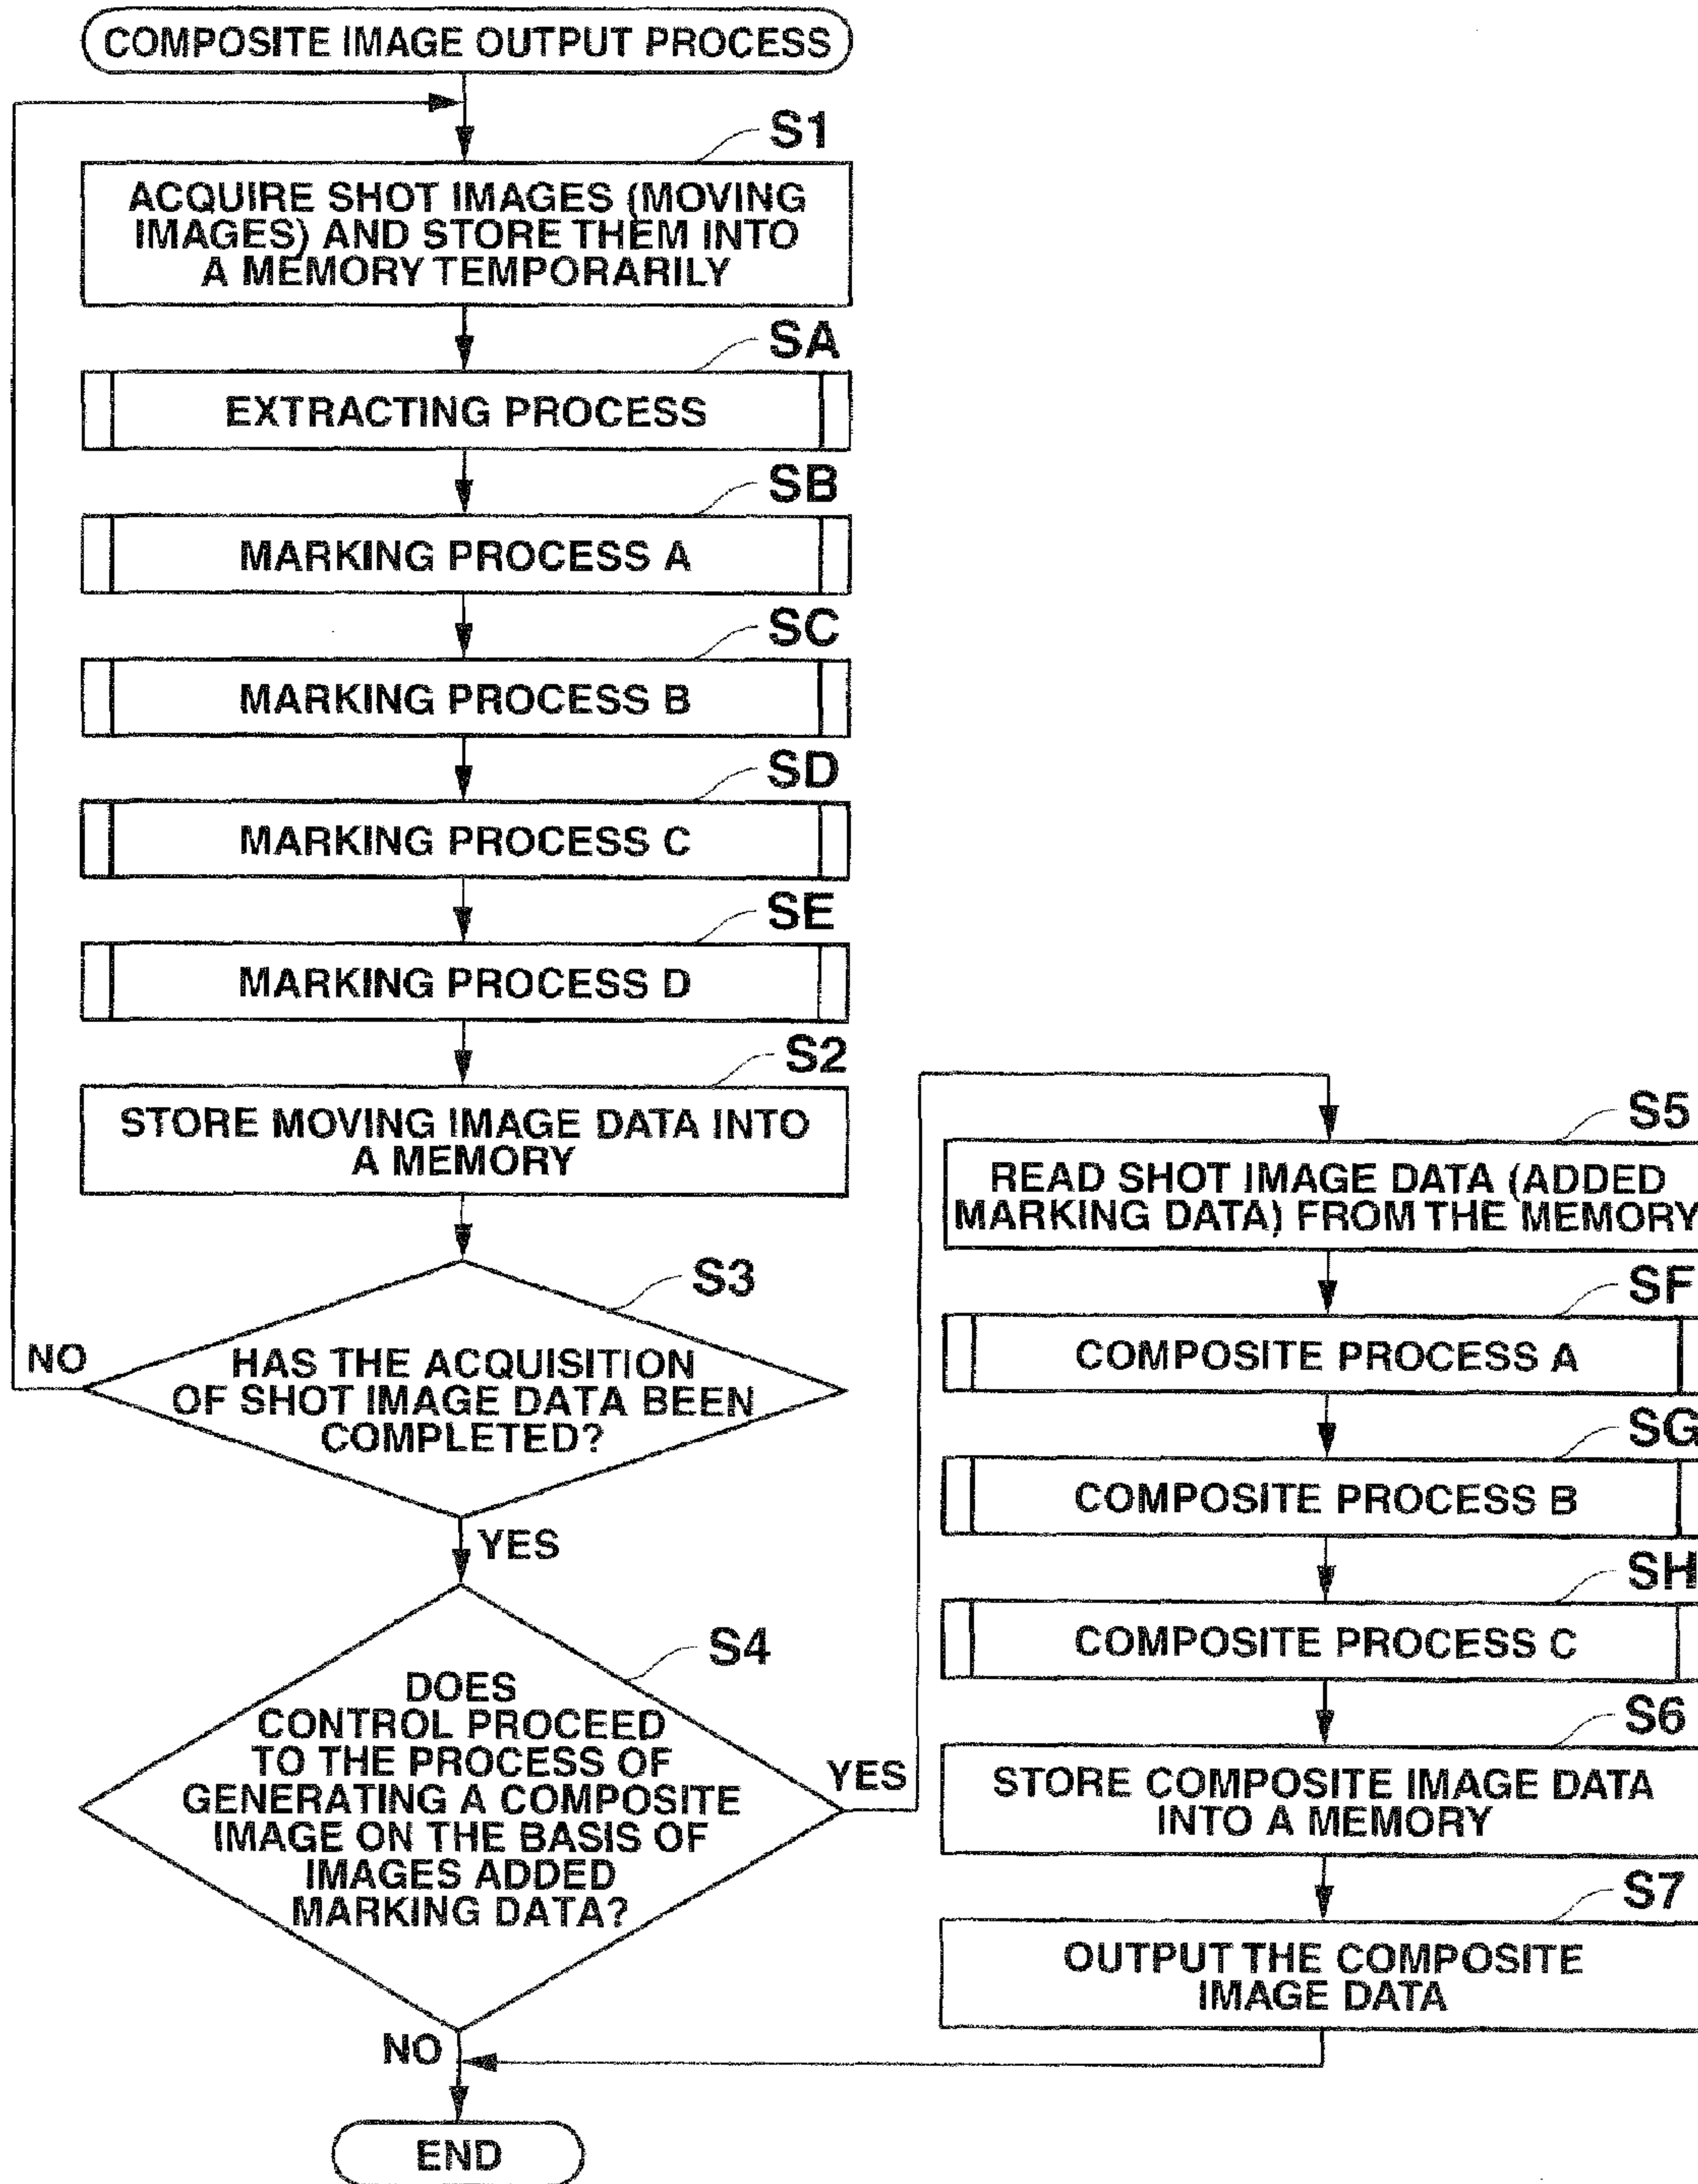 COMPOSITE IMAGE OUTPUT PROCESS
S1
ACQUIRE SHOT IMAGES (MOVING
IMAGES) AND STORE THEM INTO
A MEMORY TEMPORARILY
SA
EXTRACTING PROCESS
SB
MARKING PROCESS A
SC
MARKING PROCESS B
SD
MARKING PROCESS C
SE
MARKING PROCESS D
S2
STORE MOVING IMAGE DATA INTO
A MEMORY
S3
HAS THE ACQUISITION
OF SHOT IMAGE DATA BEEN
COMPLETED?
NO
YES
S4
DOES
CONTROL PROCEED
TO THE PROCESS OF
GENERATING A COMPOSITE
IMAGE ON THE BASIS OF
IMAGES ADDED
MARKING DATA?
YES
NO
S5
READ SHOT IMAGE DATA (ADDED
MARKING DATA) FROM THE MEMORY
SF
COMPOSITE PROCESS A
SG
COMPOSITE PROCESS B
SH
COMPOSITE PROCESS C
S6
STORE COMPOSITE IMAGE DATA
INTO A MEMORY
S7
OUTPUT THE COMPOSITE
IMAGE DATA
END